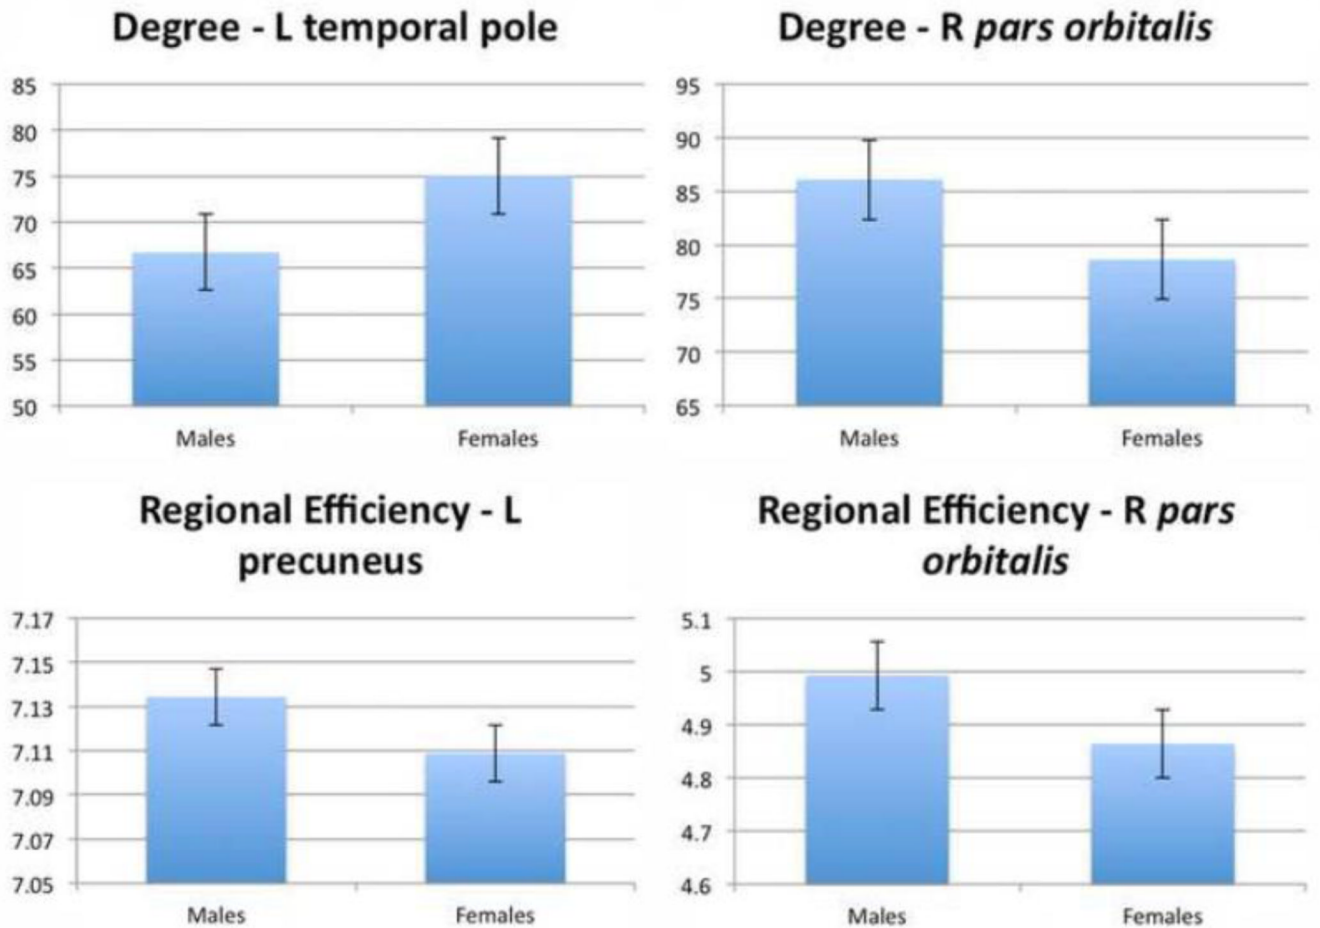 Degree - L temporal pole
85
80
75
70
65
60
55
50
Males Females
Degree - R pars orbitalis
95
90
85
80
75
70
65
Males Females
Regional Efficiency - L
precuneus
7.17
7.15
7.13
7.11
7.09
7.07
7.05
Males Females
Regional Efficiency - R pars
orbitalis
5.1
5
4.9
4.8
4.7
4.6
Males Females